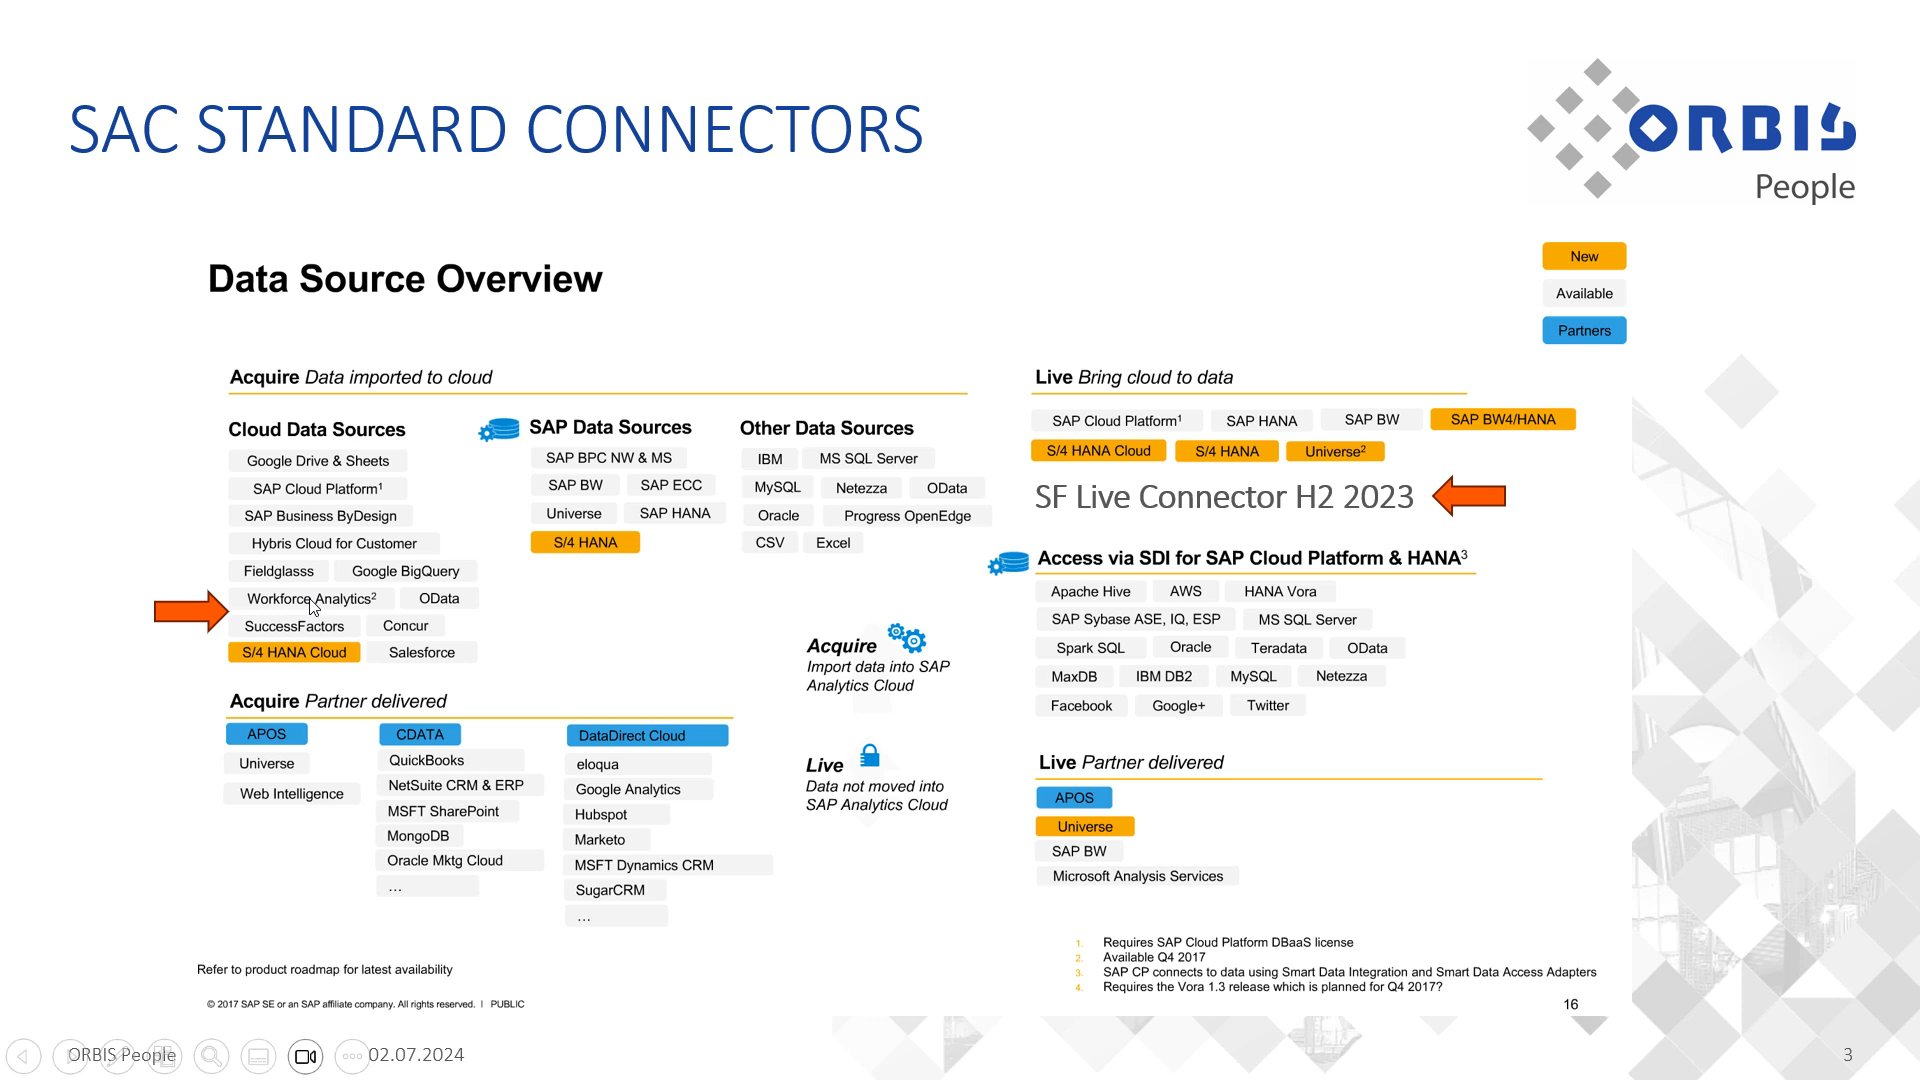 SAC STANDARD CONNECTORS
ORBIS
People
Data Source Overview
New
Available
Partners
Acquire Data imported to cloud
Cloud Data Sources
Google Drive & Sheets
SAP Cloud Platform¹
SAP Business ByDesign
Hybris Cloud for Customer
Fieldglasss Google BigQuery
Workforce Analytics² OData
SuccessFactors Concur
S/4 HANA Cloud Salesforce
SAP Data Sources
SAP BPC NW & MS
SAP BW SAP ECC
Universe SAP HANA
S/4 HANA
Other Data Sources
IBM MS SQL Server
MySQL Netezza OData
Oracle Progress OpenEdge
CSV Excel
Acquire Partner delivered
APOS
Universe
Web Intelligence
CDATA
QuickBooks
NetSuite CRM & ERP
MSFT SharePoint
MongoDB
Oracle Mktg Cloud
…
DataDirect Cloud
eloqua
Google Analytics
Hubspot
Marketo
MSFT Dynamics CRM
SugarCRM
…
Acquire
Import data into SAP
Analytics Cloud
Live
Data not moved into
SAP Analytics Cloud
Live Bring cloud to data
SAP Cloud Platform¹ SAP HANA SAP BW SAP BW4/HANA
S/4 HANA Cloud S/4 HANA Universe²
SF Live Connector H2 2023
Access via SDI for SAP Cloud Platform & HANA³
Apache Hive AWS HANA Vora
SAP Sybase ASE, IQ, ESP MS SQL Server
Spark SQL Oracle Teradata OData
MaxDB IBM DB2 MySQL Netezza
Facebook Google+ Twitter
Live Partner delivered
APOS
Universe
SAP BW
Microsoft Analysis Services
1. Requires SAP Cloud Platform DBaaS license
2. Available Q4 2017
3. SAP CP connects to data using Smart Data Integration and Smart Data Access Adapters
4. Requires the Vora 1.3 release which is planned for Q4 2017?
Refer to product roadmap for latest availability
© 2017 SAP SE or an SAP affiliate company. All rights reserved. I PUBLIC
16
ORBIS People
02.07.2024
3